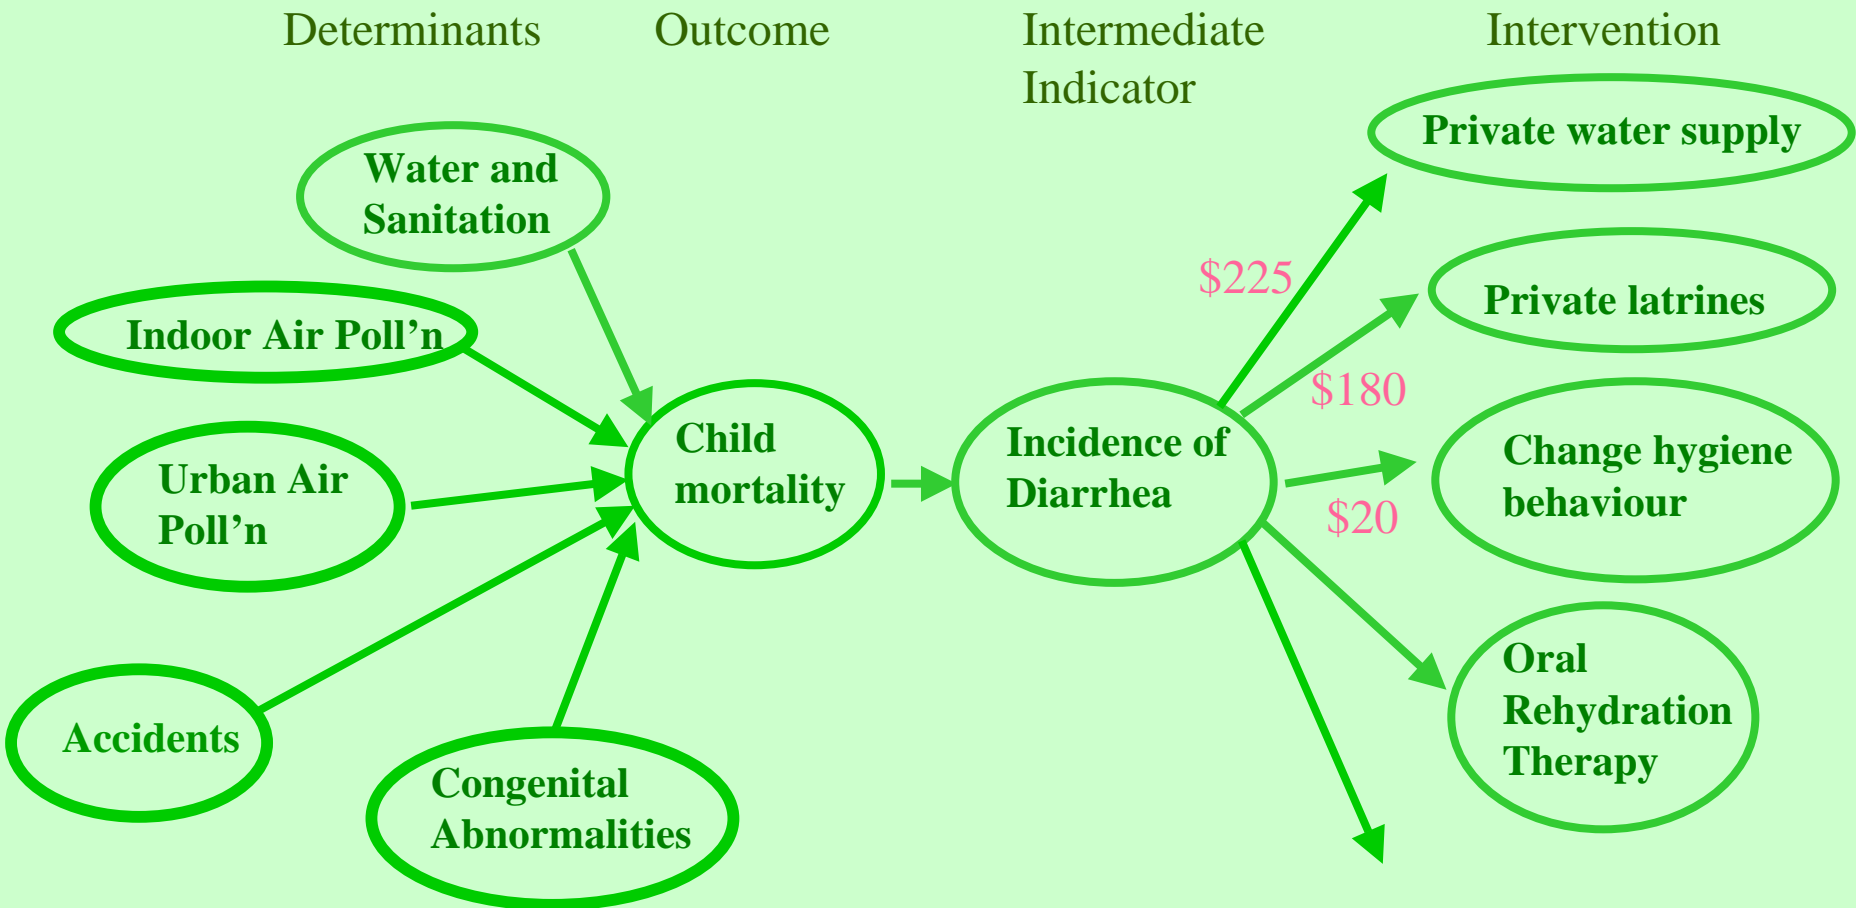 Determinants
Outcome
Intermediate
Indicator
Intervention
Water and
Sanitation
Indoor Air Poll’n
Urban Air
Poll’n
Accidents
Congenital
Abnormalities
Child
mortality
Incidence of
Diarrhea
$225
$180
$20
Private water supply
Private latrines
Change hygiene
behaviour
Oral
Rehydration
Therapy